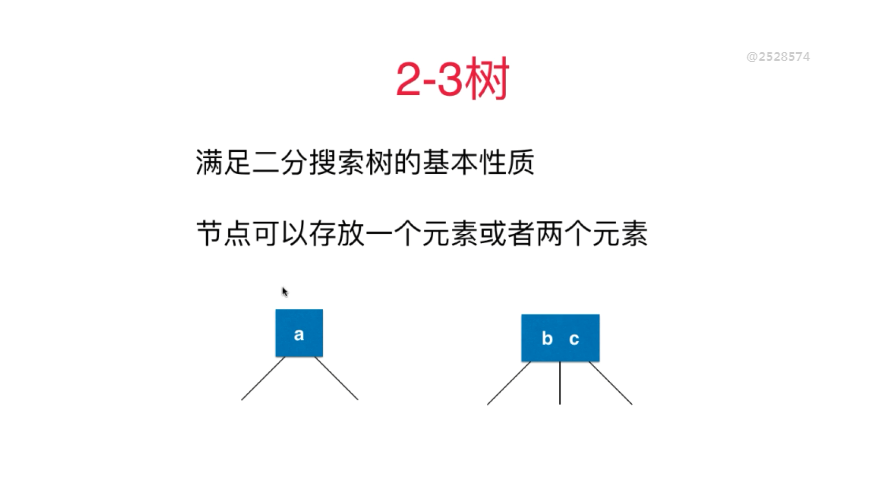 @2528574
2-3树
满足二分搜索树的基本性质
节点可以存放一个元素或者两个元素
a
b c